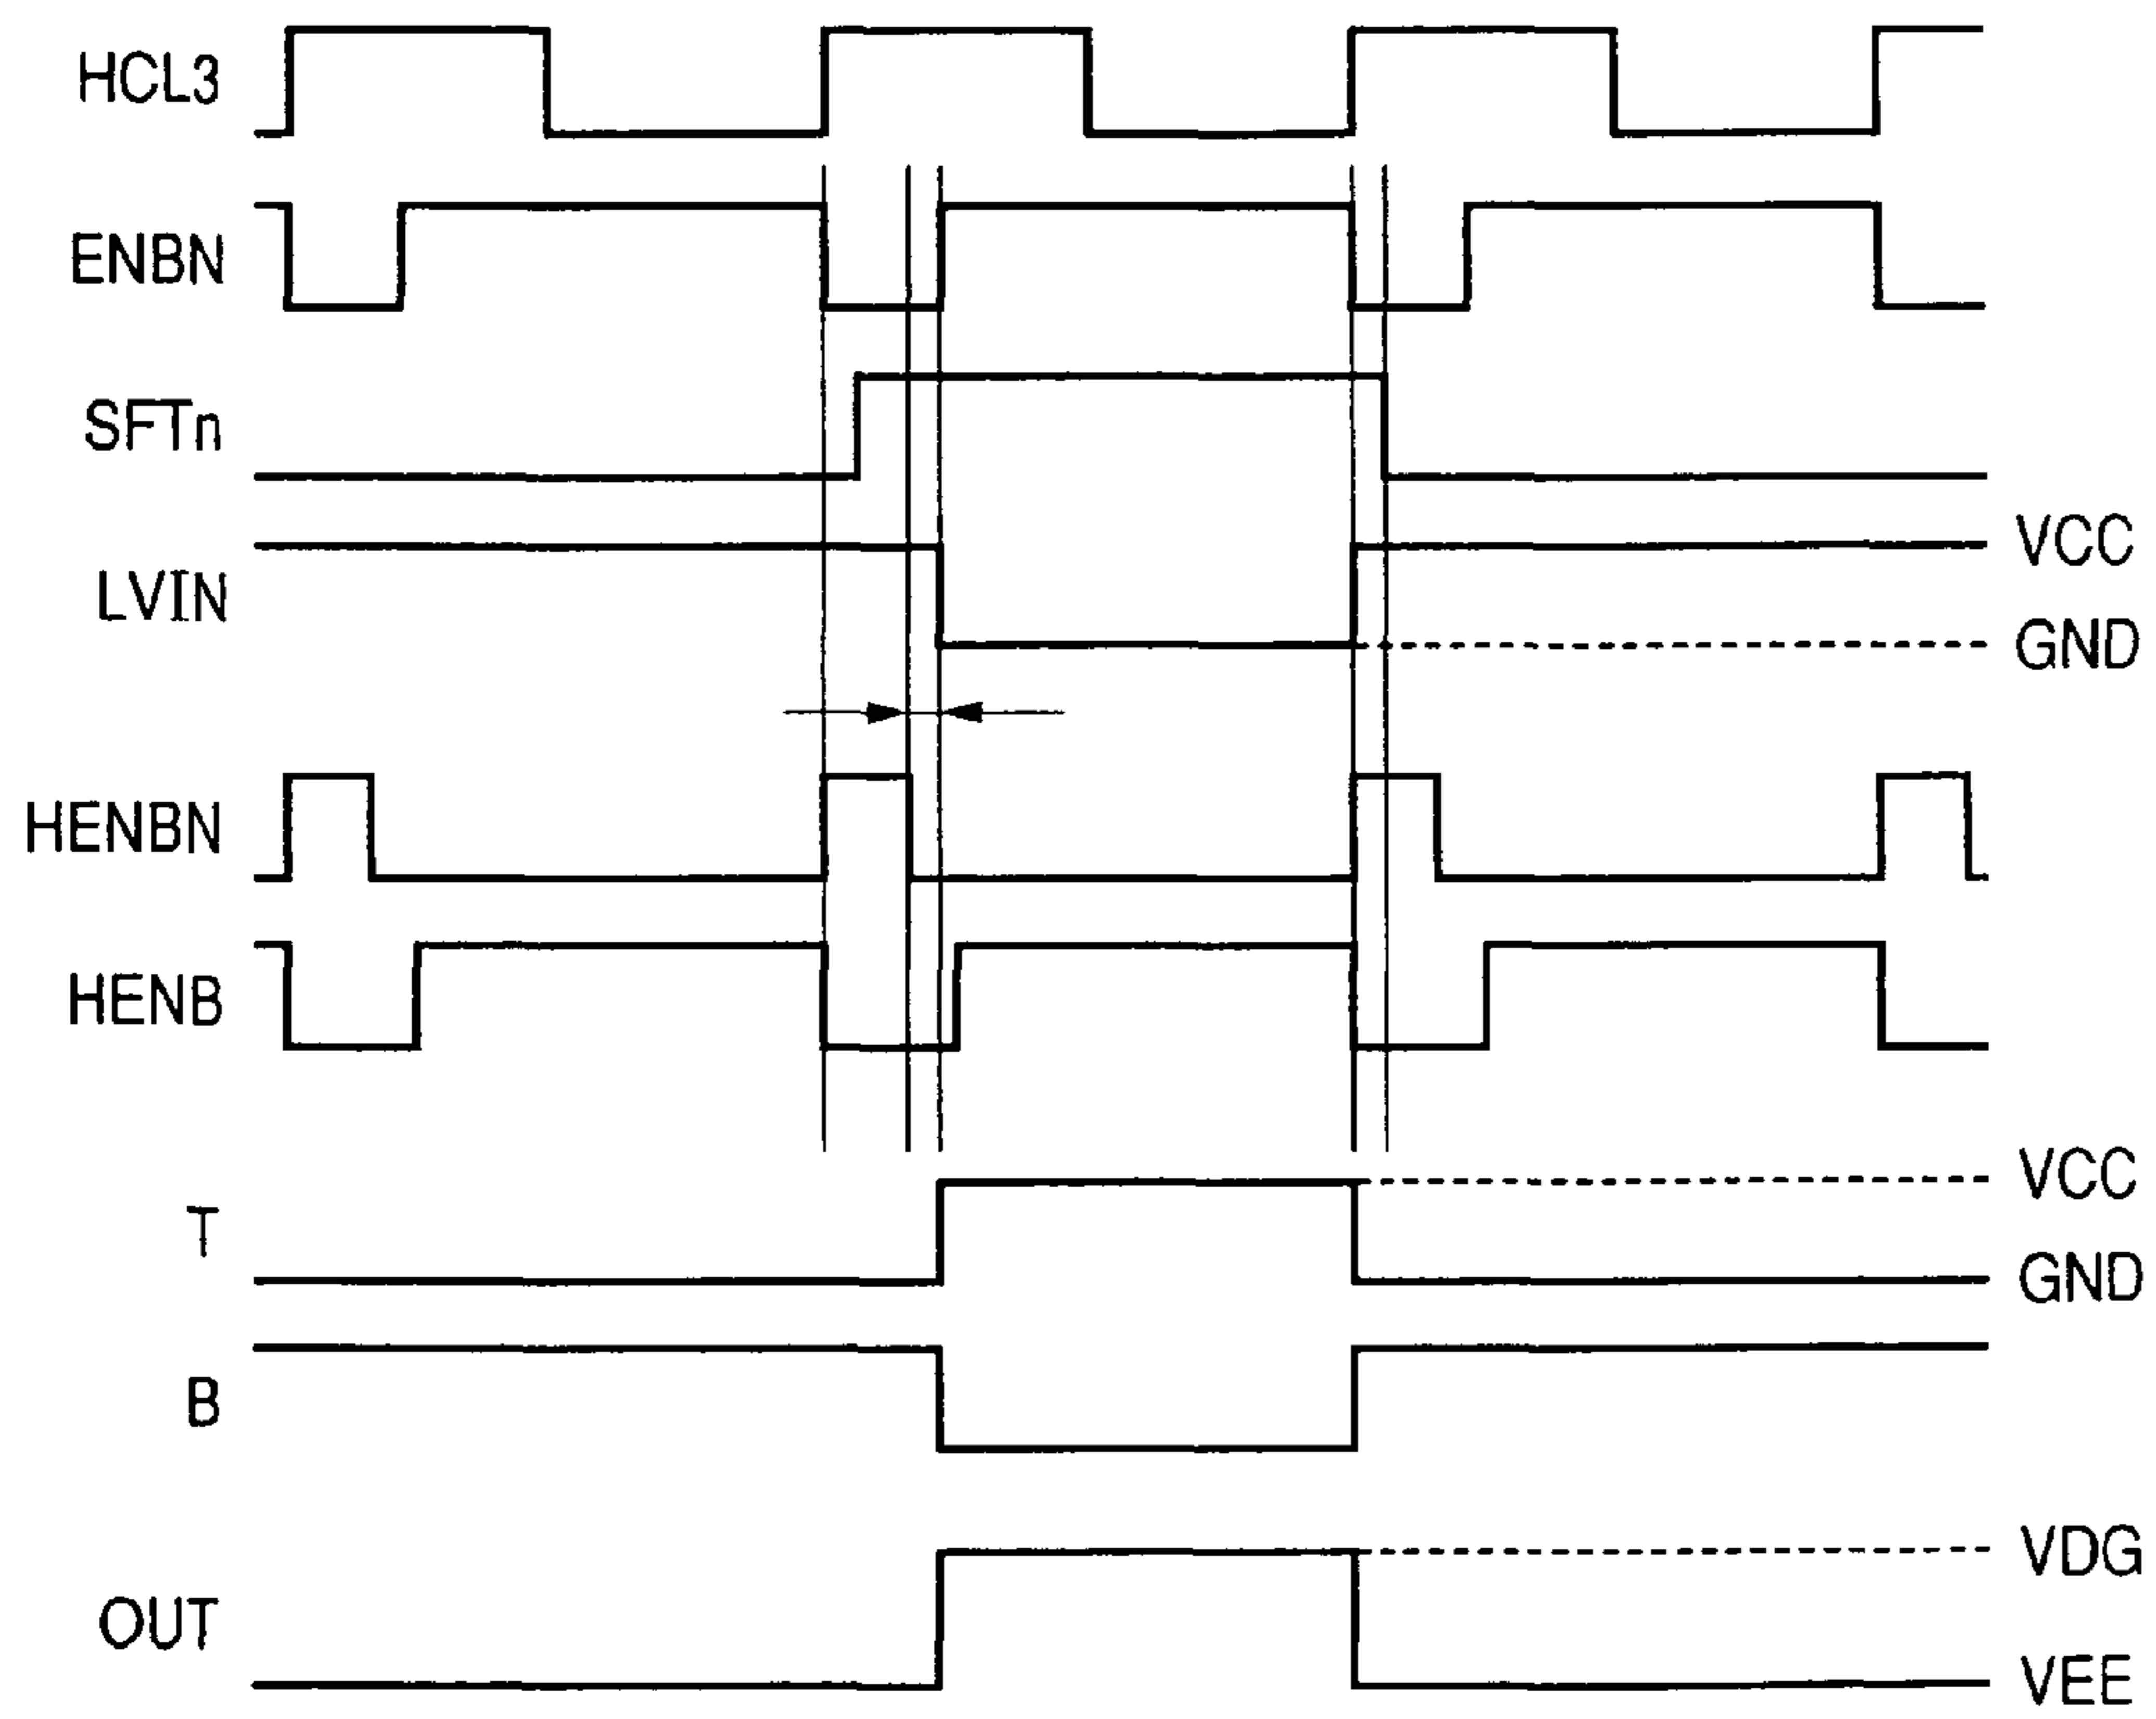 HCL3
ENBN
SFTn
VCC
LVIN
GND
HENBN
HENB
VCC
T
GND
B
VDG
OUT
VEE